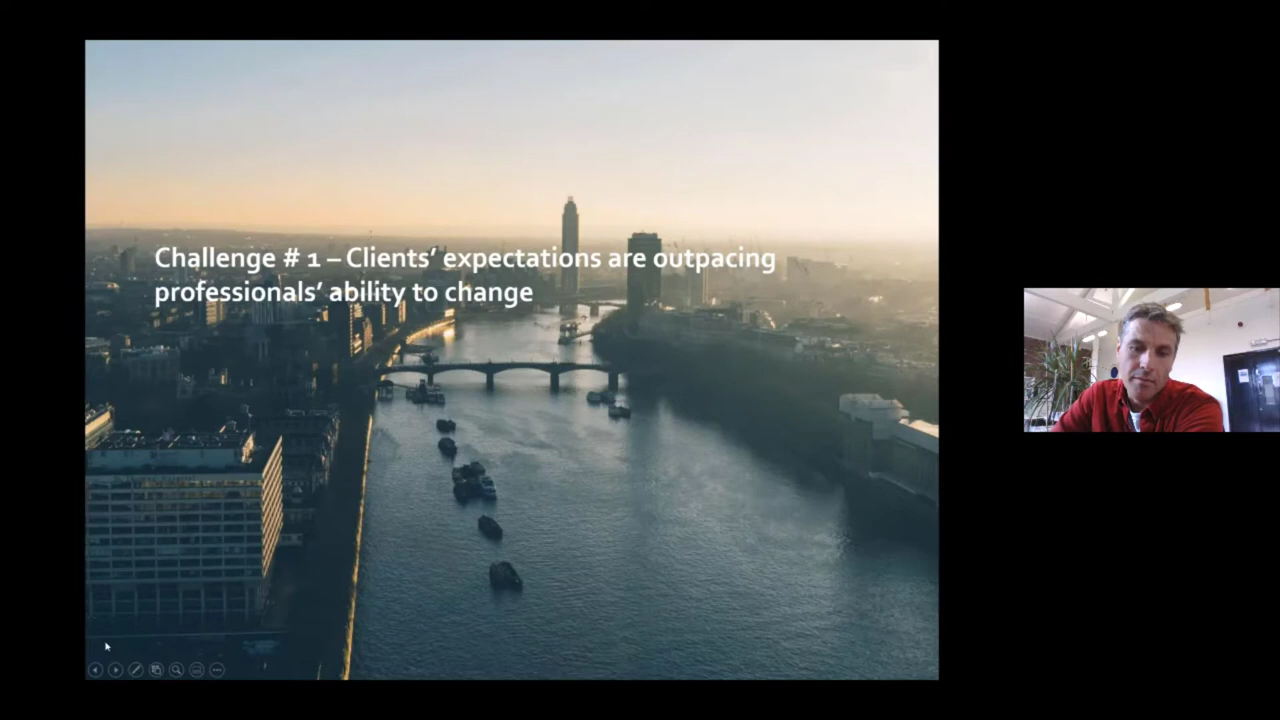 Challenge # 1 – Clients’ expectations are outpacing
professionals’ ability to change